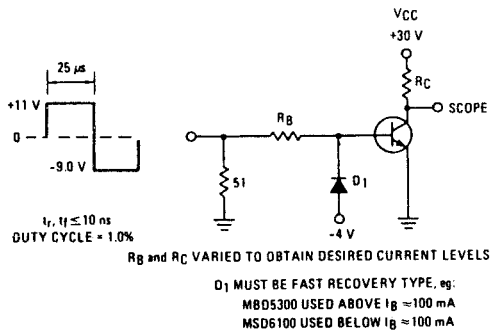 VCC
+30 V
25 μs
RC
+11 V
SCOPE
RB
0
51
D1
-9.0 V
-4 V
tr, tf ≤ 10 ns
DUTY CYCLE = 1.0%
RB and RC VARIED TO OBTAIN DESIRED CURRENT LEVELS
D1 MUST BE FAST RECOVERY TYPE, eg:
MBD5300 USED ABOVE IB ≈100 mA
MSD6100 USED BELOW IB ≈100 mA